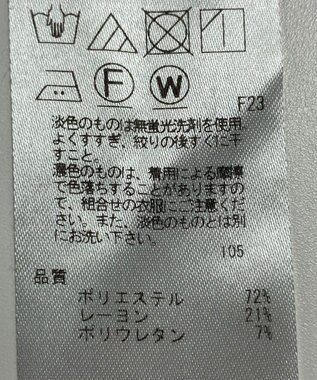 F
W
F23
淡色のものは無蛍光洗剤を使用、
よくすすぎ、絞りの後すぐに干
すこと。
濃色のものは、着用による摩擦
で色落ちすることがありますの
で、組合せの衣服にご注意くだ
さい。また、淡色のものとは別
にお洗い下さい。
105
品質
ポリエステル 72%
レーヨン 21%
ポリウレタン 7%